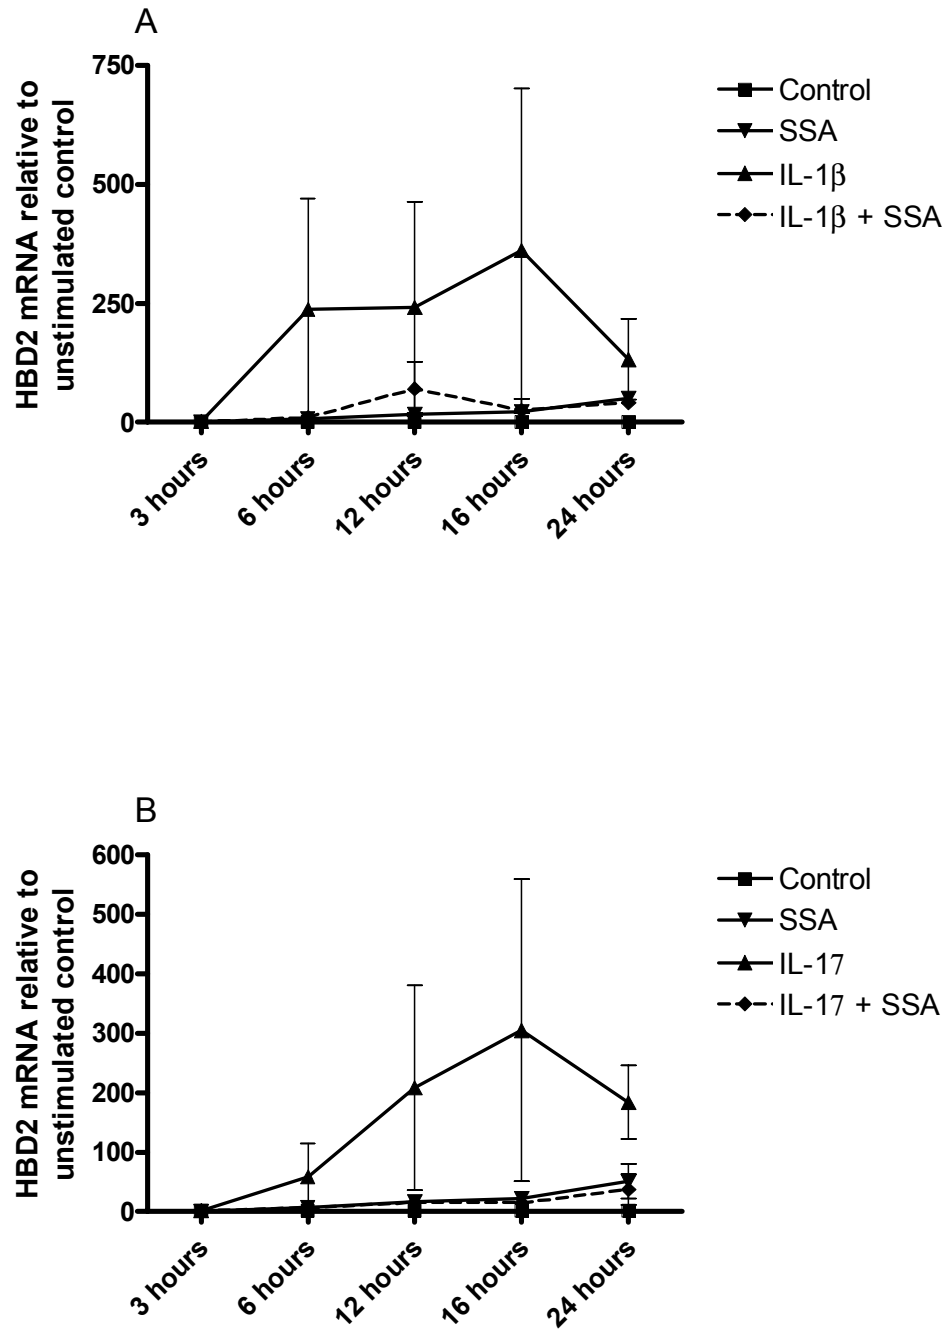 A
HBD2 mRNA relative to
unstimulated control
750
500
250
0
3 hours
6 hours
12 hours
16 hours
24 hours
Control
SSA
IL-1β
IL-1β + SSA
B
HBD2 mRNA relative to
unstimulated control
600
500
400
300
200
100
0
3 hours
6 hours
12 hours
16 hours
24 hours
Control
SSA
IL-17
IL-17 + SSA